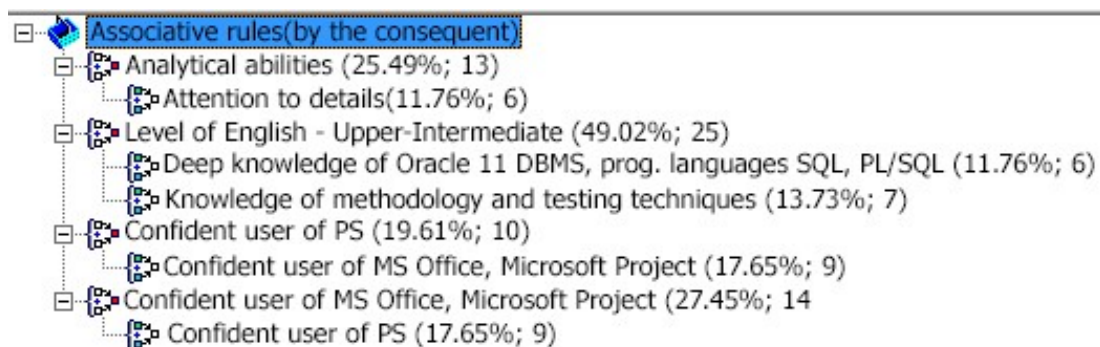 Associative rules(by the consequent)
Analytical abilities (25.49%; 13)
Attention to details(11.76%; 6)
Level of English - Upper-Intermediate (49.02%; 25)
Deep knowledge of Oracle 11 DBMS, prog. languages SQL, PL/SQL (11.76%; 6)
Knowledge of methodology and testing techniques (13.73%; 7)
Confident user of PS (19.61%; 10)
Confident user of MS Office, Microsoft Project (17.65%; 9)
Confident user of MS Office, Microsoft Project (27.45%; 14
Confident user of PS (17.65%; 9)